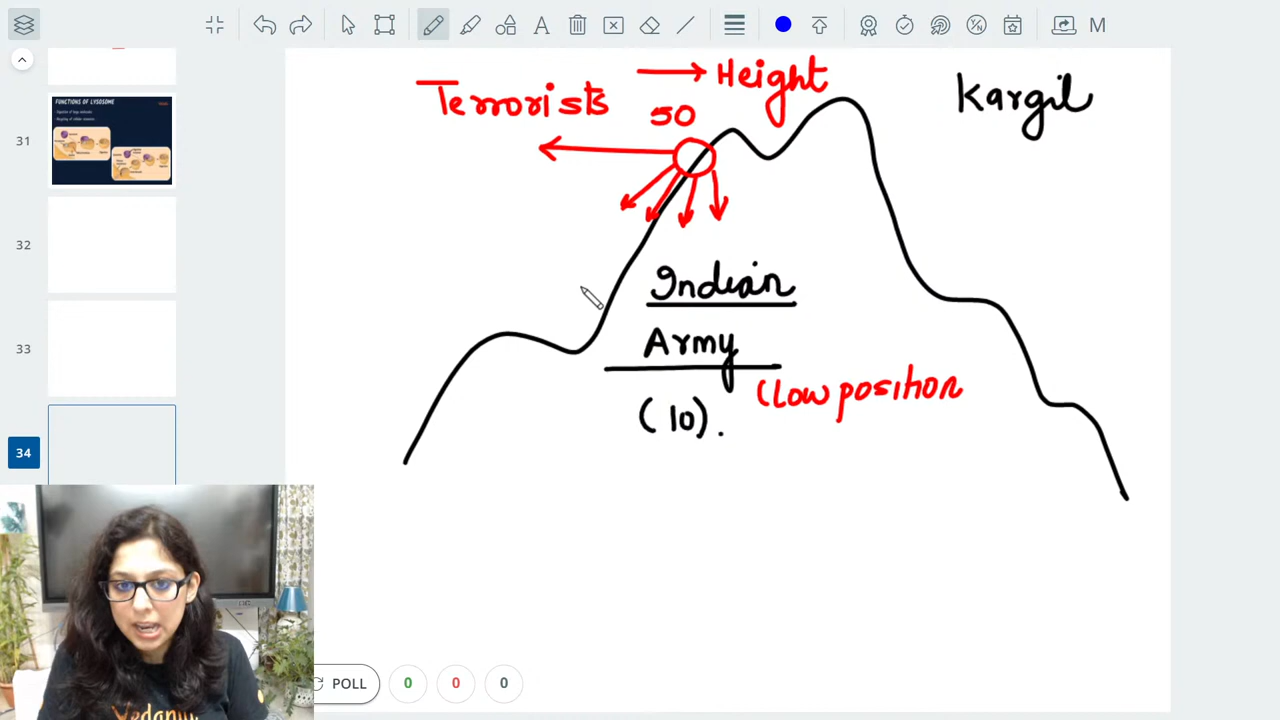 M
Terrorists → Height
50
Kargil
Indian
Army
(10).
(low position
31
FUNCTIONS OF LYSOSOME
32
33
34
POLL
0
0
0